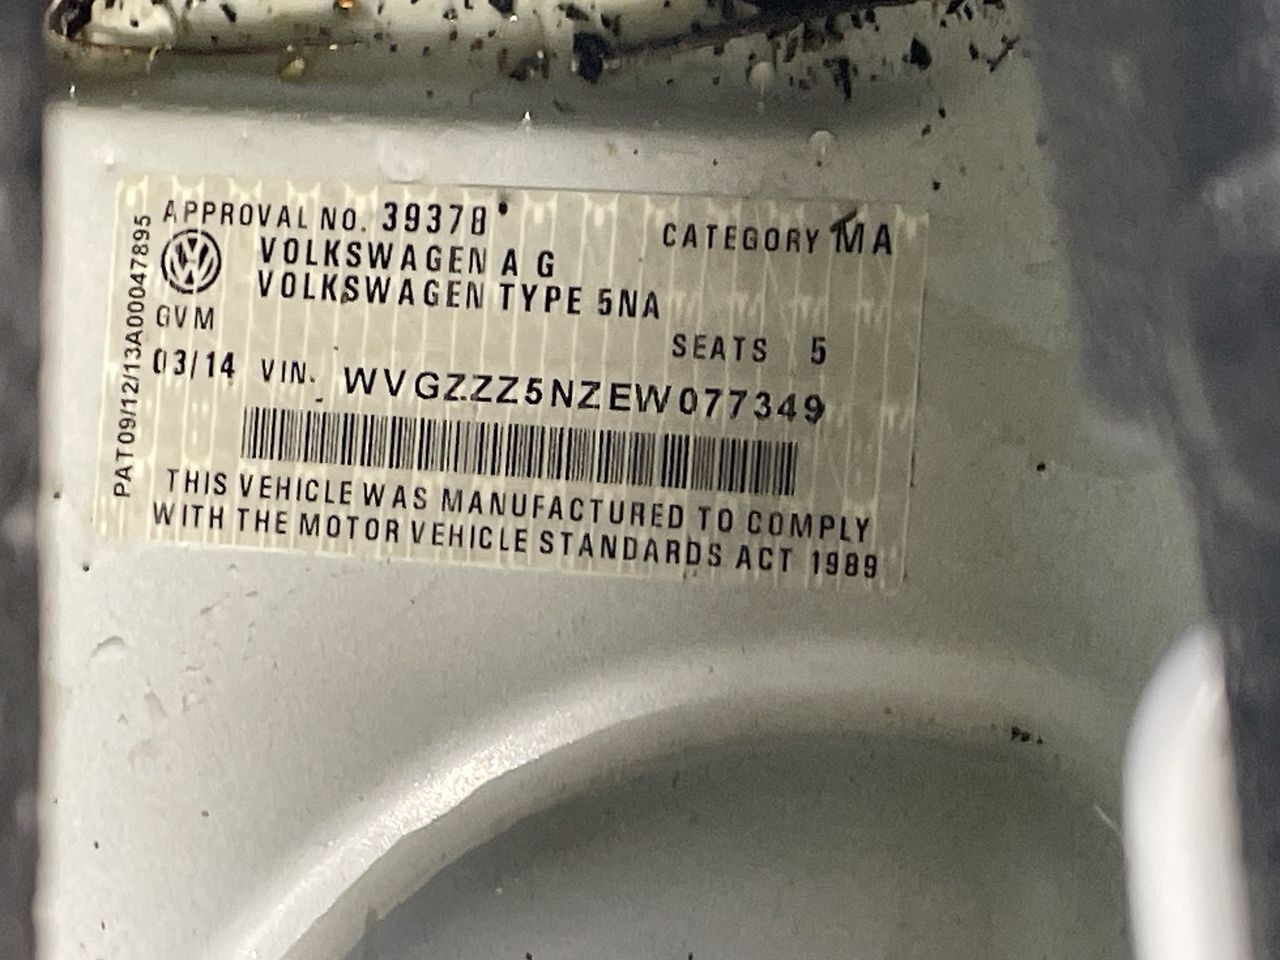 APPROVAL NO. 39378
CATEGORY MA
VOLKSWAGEN A G
VOLKSWAGEN TYPE 5NA
GVM
SEATS 5
03/14 VIN. WVGZZZ5NZEW077349
THIS VEHICLE WAS MANUFACTURED TO COMPLY
WITH THE MOTOR VEHICLE STANDARDS ACT 1989
PAT09/12/13A00047895